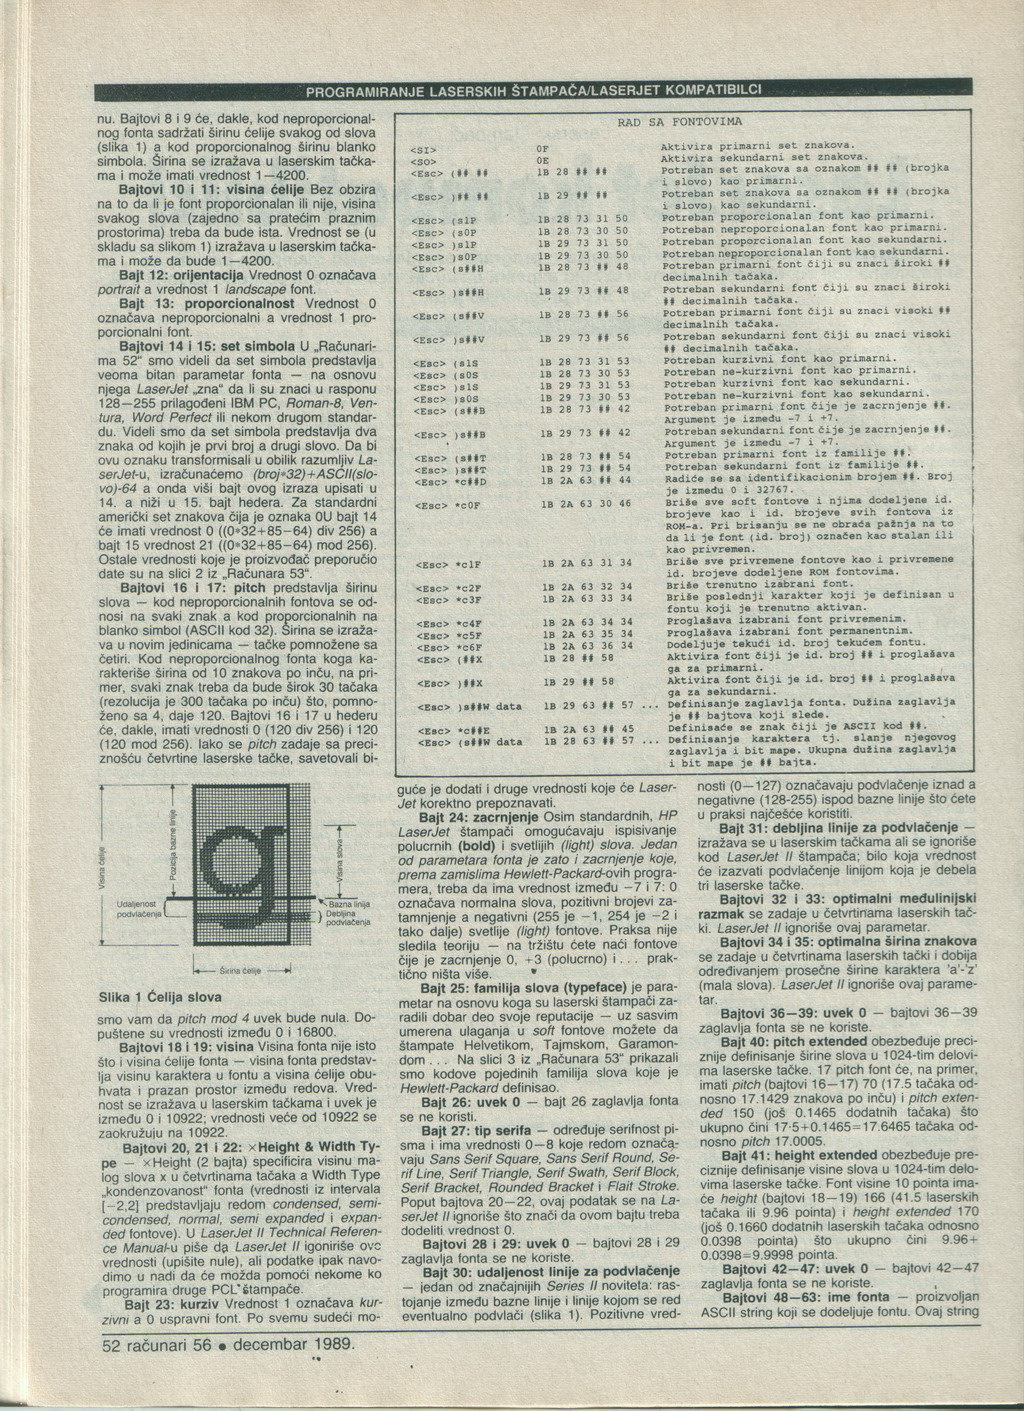 PROGRAMIRANJE LASERSKIH ŠTAMPAČA/LASERJET KOMPATIBILCI
nu. Bajtovi 8 i 9 će, dakle, kod neproporcional-
nog fonta sadržati širinu ćelije svakog od slova
(slika 1) a kod proporcionalnog širinu blanko
simbola. Širina se izražava u laserskim tačka-
ma i može imati vrednost 1—4200.
Bajtovi 10 i 11: visina ćelije Bez obzira
na to da li je font proporcionalan ili nije, visina
svakog slova (zajedno sa pratećim praznim
prostorima) treba da bude ista. Vrednost se (u
skladu sa slikom 1) izražava u laserskim tačka-
ma i može da bude 1—4200.
Bajt 12: orijentacija Vrednost 0 označava
portrait a vrednost 1 landscape font.
Bajt 13: proporcionalnost Vrednost 0
označava neproporcionalni a vrednost 1 pro-
porcionalni font.
Bajtovi 14 i 15: set simbola U „Računari-
ma 52“ smo videli da set simbola predstavlja
veoma bitan parametar fonta — na osnovu
njega LaserJet „zna“ da li su znaci u rasponu
128—255 prilagođeni IBM PC, Roman-8, Ven-
tura, Word Perfect ili nekom drugom standar-
du. Videli smo da set simbola predstavlja dva
znaka od kojih je prvi broj a drugi slovo. Da bi
ovu oznaku transformisali u obilik razumljiv La-
serJet-u, izračunaćemo (broj*32)+ASCII(slo-
vo)-64 a onda viši bajt ovog izraza upisati u
14. a niži u 15. bajt hedera. Za standardni
američki set znakova čija je oznaka 0U bajt 14
će imati vrednost 0 ((0*32+85—64) div 256) a
bajt 15 vrednost 21 ((0*32+85—64) mod 256).
Ostale vrednosti koje je proizvođač preporučio
date su na slici 2 iz „Računara 53“.
Bajtovi 16 i 17: pitch predstavlja širinu
slova — kod neproporcionalnih fontova se od-
nosi na svaki znak a kod proporcionalnih na
blanko simbol (ASCII kod 32). Širina se izraža-
va u novim jedinicama — tačke pomnožene sa
četiri. Kod neproporcionalnog fonta koga ka-
rakteriše širina od 10 znakova po inču, na pri-
mer, svaki znak treba da bude širok 30 tačaka
(rezolucija je 300 tačaka po inču) što, pomno-
ženo sa 4, daje 120. Bajtovi 16 i 17 u hederu
će, dakle, imati vrednosti 0 (120 div 256) i 120
(120 mod 256). Iako se pitch zadaje sa preci-
znošću četvrtine laserske tačke, savetovali bi-
Visina ćelije
Pozicija bazne linije
Visina slova
Udaljenost
podvlačenja
Bazna linija
Debljina
podvlačenja
Širina ćelije
Slika 1 Ćelija slova
smo vam da pitch mod 4 uvek bude nula. Do-
puštene su vrednosti između 0 i 16800.
Bajtovi 18 i 19: visina Visina fonta nije isto
što i visina ćelije fonta — visina fonta predstav-
lja visinu karaktera u fontu a visina ćelije obu-
hvata i prazan prostor između redova. Vred-
nost se izražava u laserskim tačkama i uvek je
između 0 i 10922; vrednosti veće od 10922 se
zaokružuju na 10922.
Bajtovi 20, 21 i 22: xHeight & Width Ty-
pe — xHeight (2 bajta) specificira visinu ma-
log slova x u četvrtinama tačaka a Width Type
„kondenzovanost“ fonta (vrednosti iz intervala
[−2,2] predstavljaju redom condensed, semi-
condensed, normal, semi expanded i expan-
ded fontove). U LaserJet II Technical Referen-
ce Manual-u piše da LaserJet II igoniriše ove
vrednosti (upišite nule), ali podatke ipak navo-
dimo u nadi da će možda pomoći nekome ko
programira druge PCL štampače.
Bajt 23: kurziv Vrednost 1 označava kur-
zivni a 0 uspravni font. Po svemu sudeći mo-
RAD SA FONTOVIMA
<SI> 0F Aktivira primarni set znakova.
<SO> 0E Aktivira sekundarni set znakova.
<Esc> (## ## 1B 28 ## ## Potreban set znakova sa oznakom ## ## (brojka
i slovo) kao primarni.
<Esc> )## ## 1B 29 ## ## Potreban set znakova sa oznakom ## ## (brojka
i slovo) kao sekundarni.
<Esc> (s1P 1B 28 73 31 50 Potreban proporcionalan font kao primarni.
<Esc> (s0P 1B 28 73 30 50 Potreban neproporcionalan font kao primarni.
<Esc> )s1P 1B 29 73 31 50 Potreban proporcionalan font kao sekundarni.
<Esc> )s0P 1B 29 73 30 50 Potreban neproporcionalan font kao sekundarni.
<Esc> (s##H 1B 28 73 ## 48 Potreban primarni font čiji su znaci široki ##
decimalnih tačaka.
<Esc> )s##H 1B 29 73 ## 48 Potreban sekundarni font čiji su znaci široki
## decimalnih tačaka.
<Esc> (s##V 1B 28 73 ## 56 Potreban primarni font čiji su znaci visoki ##
decimalnih tačaka.
<Esc> )s##V 1B 29 73 ## 56 Potreban sekundarni font čiji su znaci visoki
## decimalnih tačaka.
<Esc> (s1S 1B 28 73 31 53 Potreban kurzivni font kao primarni.
<Esc> (s0S 1B 28 73 30 53 Potreban ne-kurzivni font kao primarni.
<Esc> )s1S 1B 29 73 31 53 Potreban kurzivni font kao sekundarni.
<Esc> )s0S 1B 29 73 30 53 Potreban ne-kurzivni font kao sekundarni.
<Esc> (s##B 1B 28 73 ## 42 Potreban primarni font čije je zacrnjenje ##.
Argument je između -7 i +7.
<Esc> )s##B 1B 29 73 ## 42 Potreban sekundarni font čije je zacrnjenje ##.
Argument je između -7 i +7.
<Esc> (s##T 1B 28 73 ## 54 Potreban primarni font iz familije ##.
<Esc> )s##T 1B 29 73 ## 54 Potreban sekundarni font iz familije ##.
<Esc> *c##D 1B 2A 63 ## 44 Radiće se sa identifikacionim brojem ##. Broj
je između 0 i 32767.
<Esc> *c0F 1B 2A 63 30 46 Briše sve soft fontove i njima dodeljene id.
brojeve kao i id. brojeve svih fontova iz
ROM-a. Pri brisanju se ne obraća pažnja na to
da li je font (id. broj) označen kao stalan ili
kao privremen.
<Esc> *c1F 1B 2A 63 31 34 Briše sve privremene fontove kao i privremene
id. brojeve dodeljene ROM fontovima.
<Esc> *c2F 1B 2A 63 32 34 Briše trenutno izabrani font.
<Esc> *c3F 1B 2A 63 33 34 Briše poslednji karakter koji je definisan u
fontu koji je trenutno aktivan.
<Esc> *c4F 1B 2A 63 34 34 Proglašava izabrani font privremenim.
<Esc> *c5F 1B 2A 63 35 34 Proglašava izabrani font permanentnim.
<Esc> *c6F 1B 2A 63 36 34 Dodeljuje tekući id. broj tekućem fontu.
<Esc> (##X 1B 28 ## 58 Aktivira font čiji je id. broj ## i proglašava
ga za primarni.
<Esc> )##X 1B 29 ## 58 Aktivira font čiji je id. broj ## i proglašava
ga za sekundarni.
<Esc> )s##W data 1B 29 63 ## 57 ... Definisanje zaglavlja fonta. Dužina zaglavlja
je ## bajtova koji slede.
<Esc> *c##E 1B 2A 63 ## 45 Definisaće se znak čiji je ASCII kod ##.
<Esc> (s##W data 1B 28 63 ## 57 ... Definisanje karaktera tj. slanje njegovog
zaglavlja i bit mape. Ukupna dužina zaglavlja
i bit mape je ## bajta.
guće je dodati i druge vrednosti koje će Laser-
Jet korektno prepoznavati.
Bajt 24: zacrnjenje Osim standardnih, HP
LaserJet štampači omogućavaju ispisivanje
polucrnih (bold) i svetlijih (light) slova. Jedan
od parametara fonta je zato i zacrnjenje koje,
prema zamislima Hewlett-Packard-ovih progra-
mera, treba da ima vrednost između −7 i 7: 0
označava normalna slova, pozitivni brojevi za-
tamnjenje a negativni (255 je −1, 254 je −2 i
tako dalje) svetlije (light) fontove. Praksa nije
sledila teoriju — na tržištu ćete naći fontove
čije je zacrnjenje 0, +3 (polucrno) i... prak-
tično ništa više.
Bajt 25: familija slova (typeface) je para-
metar na osnovu koga su laserski štampači za-
radili dobar deo svoje reputacije — uz sasvim
umerena ulaganja u soft fontove možete da
štampate Helvetikom, Tajmskom, Garamon-
dom... Na slici 3 iz „Računara 53“ prikazali
smo kodove pojedinih familija slova koje je
Hewlett-Packard definisao.
Bajt 26: uvek 0 — bajt 26 zaglavlja fonta
se ne koristi.
Bajt 27: tip serifa — određuje serifnost pi-
sma i ima vrednosti 0—8 koje redom označa-
vaju Sans Serif Square, Sans Serif Round, Se-
rif Line, Serif Triangle, Serif Swath, Serif Block,
Serif Bracket, Rounded Bracket i Flait Stroke.
Poput bajtova 20—22, ovaj podatak se na La-
serJet II ignoriše što znači da ovom bajtu treba
dodeliti vrednost 0.
Bajtovi 28 i 29: uvek 0 — bajtovi 28 i 29
zaglavlja fonta se ne koriste.
Bajt 30: udaljenost linije za podvlačenje
— jedan od značajnijih Series II noviteta: ras-
tojanje između bazne linije i linije kojom se red
eventualno podvlači (slika 1). Pozitivne vred-
nosti (0—127) označavaju podvlačenje iznad a
negativne (128-255) ispod bazne linije što ćete
u praksi najčešće koristiti.
Bajt 31: debljina linije za podvlačenje —
izražava se u laserskim tačkama ali se ignoriše
kod LaserJet II štampača; bilo koja vrednost
će izazvati podvlačenje linijom koja je debela
tri laserske tačke.
Bajtovi 32 i 33: optimalni međulinijski
razmak se zadaje u četvrtinama laserskih tač-
ki. LaserJet II ignoriše ovaj parametar.
Bajtovi 34 i 35: optimalna širina znakova
se zadaje u četvrtinama laserskih tački i dobija
određivanjem prosečne širine karaktera 'a'-'z'
(mala slova). LaserJet II ignoriše ovaj parame-
tar.
Bajtovi 36—39: uvek 0 — bajtovi 36—39
zaglavlja fonta se ne koriste.
Bajt 40: pitch extended obezbeđuje preci-
znije definisanje širine slova u 1024-tim delovi-
ma laserske tačke. 17 pitch font će, na primer,
imati pitch (bajtovi 16—17) 70 (17.5 tačaka od-
nosno 17.1429 znakova po inču) i pitch exten-
ded 150 (još 0.1465 dodatnih tačaka) što
ukupno čini 17·5+0.1465=17.6465 tačaka od-
nosno pitch 17.0005.
Bajt 41: height extended obezbeđuje pre-
ciznije definisanje visine slova u 1024-tim delo-
vima laserske tačke. Font visine 10 pointa ima-
će height (bajtovi 18—19) 166 (41.5 laserskih
tačaka ili 9.96 pointa) i height extended 170
(još 0.1660 dodatnih laserskih tačaka odnosno
0.0398 pointa) što ukupno čini 9.96+
0.0398=9.9998 pointa.
Bajtovi 42—47: uvek 0 — bajtovi 42—47
zaglavlja fonta se ne koriste.
Bajtovi 48—63: ime fonta — proizvoljan
ASCII string koji se dodeljuje fontu. Ovaj string
52 računari 56 • decembar 1989.